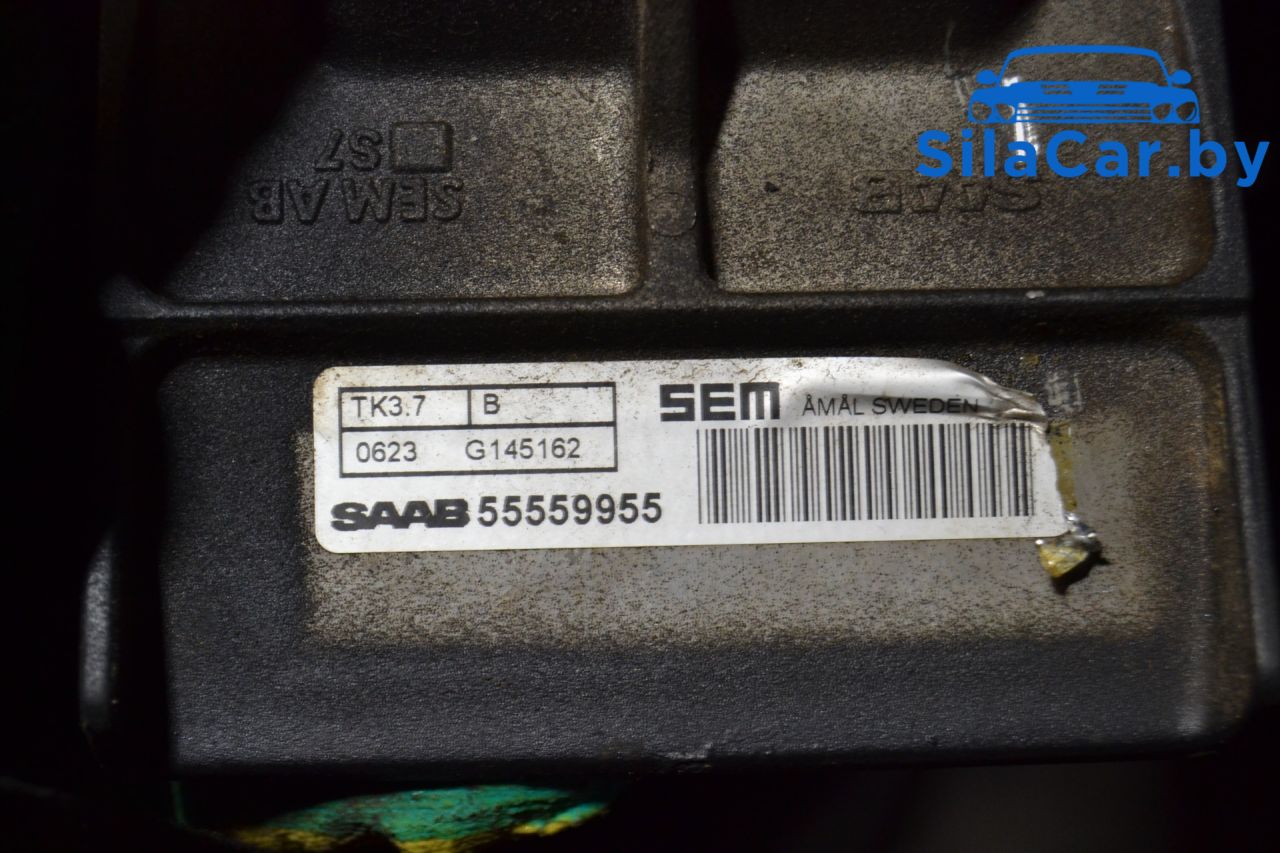 SilaCar.by
S7
SEM AB
SAAB
TK3.7 B
0623 G145162
SEM ÅMÅL SWEDEN
SAAB 55559955